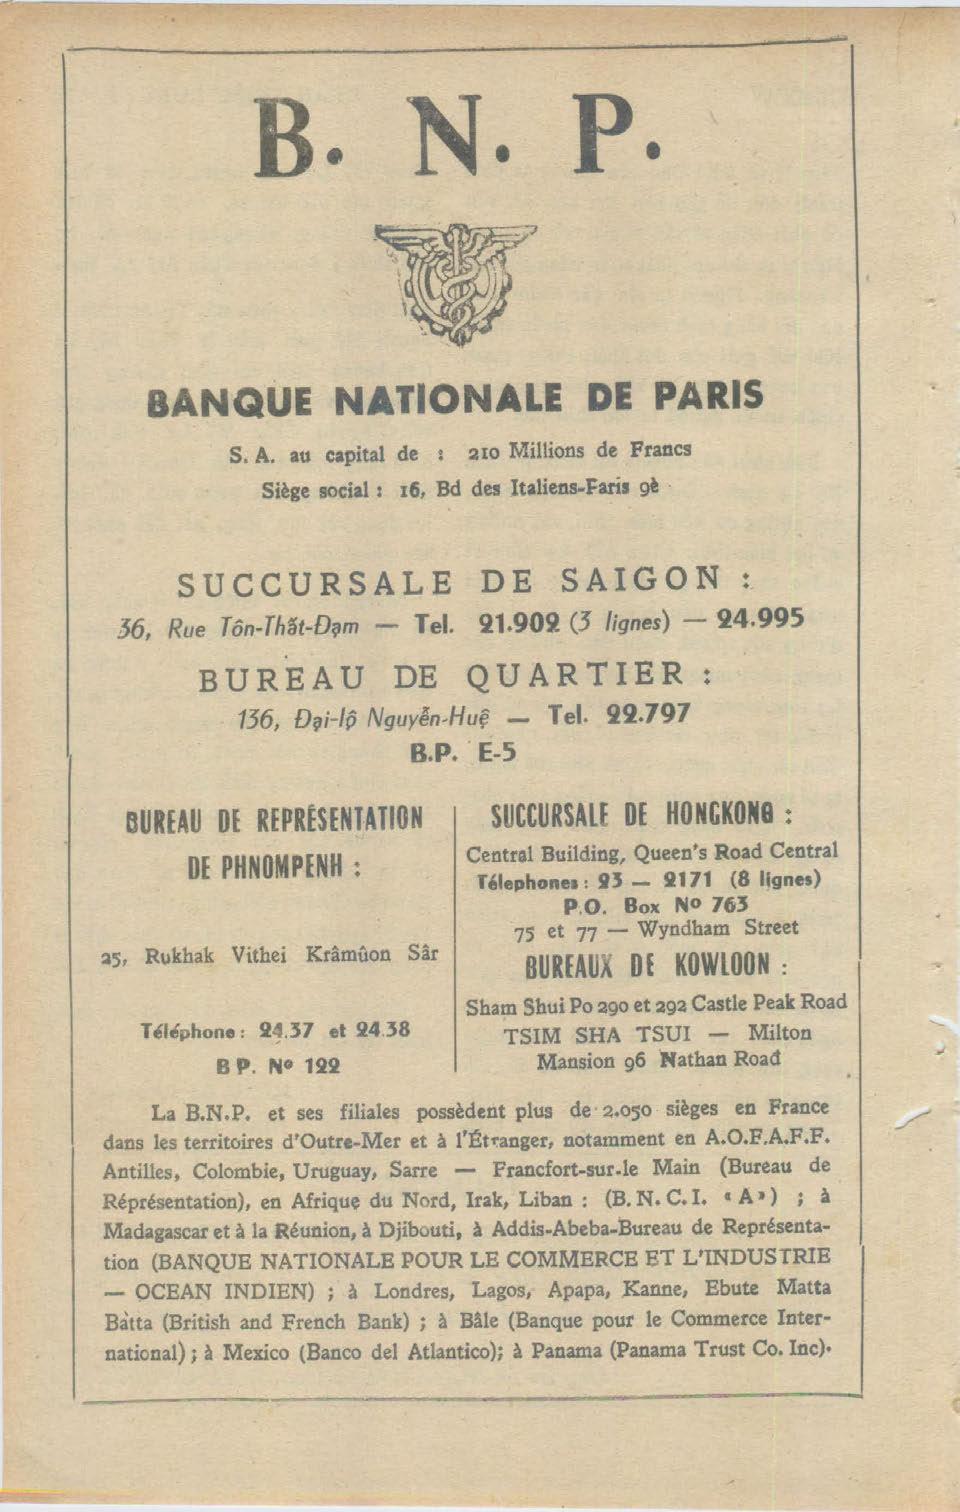 B. N. P.
BANQUE NATIONALE DE PARIS
S. A. au capital de : 210 Millions de Francs
Siège social : 16, Bd des Italiens-Paris 9è
SUCCURSALE DE SAIGON :
36, Rue Tôn-Thất-Đạm — Tel. 21.902 (3 lignes) — 24.995
BUREAU DE QUARTIER :
136, Đại-lộ Nguyễn-Huệ — Tel. 22.797
B.P. E-5
BUREAU DE REPRÉSENTATION
DE PHNOMPENH :
25, Rukhak Vithei Krâmûon Sâr
Téléphone : 24.37 et 24.38
B P. Nº 122
SUCCURSALE DE HONGKONG :
Central Building, Queen's Road Central
Télephones : 23 — 2171 (8 lignes)
P.O. Box Nº 763
75 et 77 — Wyndham Street
BUREAUX DE KOWLOON :
Sham Shui Po 290 et 292 Castle Peak Road
TSIM SHA TSUI — Milton
Mansion 96 Nathan Road
La B.N.P. et ses filiales possèdent plus de 2.050 sièges en France
dans les territoires d'Outre-Mer et à l'Étranger, notamment en A.O.F.A.F.F.
Antilles, Colombie, Uruguay, Sarre — Francfort-sur-le Main (Bureau de
Réprésentation), en Afrique du Nord, Irak, Liban : (B. N. C. I. « A ») ; à
Madagascar et à la Réunion, à Djibouti, à Addis-Abeba-Bureau de Représenta-
tion (BANQUE NATIONALE POUR LE COMMERCE ET L'INDUSTRIE
— OCEAN INDIEN) ; à Londres, Lagos, Apapa, Kanne, Ebute Matta
Bàtta (British and French Bank) ; à Bâle (Banque pour le Commerce Inter-
national) ; à Mexico (Banco del Atlantico); à Panama (Panama Trust Co. Inc).